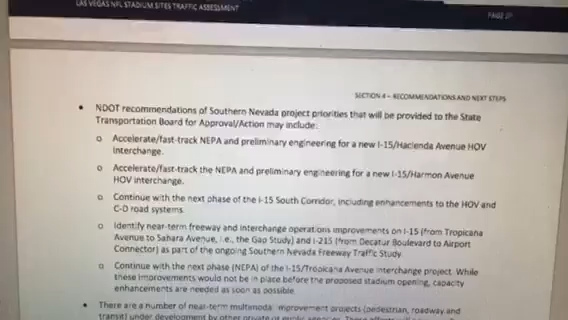 LAS VEGAS NFL STADIUM SITES TRAFFIC ASSESSMENT
PAGE
SECTION 4 – RECOMMENDATIONS AND NEXT STEPS
• NDOT recommendations of Southern Nevada project priorities that will be provided to the State
Transportation Board for Approval/Action may include:
o Accelerate/fast-track NEPA and preliminary engineering for a new I-15/Hacienda Avenue HOV
interchange.
o Accelerate/fast-track the NEPA and preliminary engineering for a new I-15/Harmon Avenue
HOV interchange.
o Continue with the next phase of the I-15 South Corridor, including enhancements to the HOV and
C-D road systems.
o Identify near-term freeway and interchange operations improvements on I-15 (from Tropicana
Avenue to Sahara Avenue, i.e., the Gap Study) and I-215 (from Decatur Boulevard to Airport
Connector) as part of the ongoing Southern Nevada Freeway Traffic Study.
o Continue with the next phase (NEPA) of the I-15/Tropicana Avenue interchange project. While
these improvements would not be in place before the proposed stadium opening, capacity
enhancements are needed as soon as possible.
• There are a number of near-term multimodal improvement projects (pedestrian, roadway and
transit) under development by other private or public agencies. These